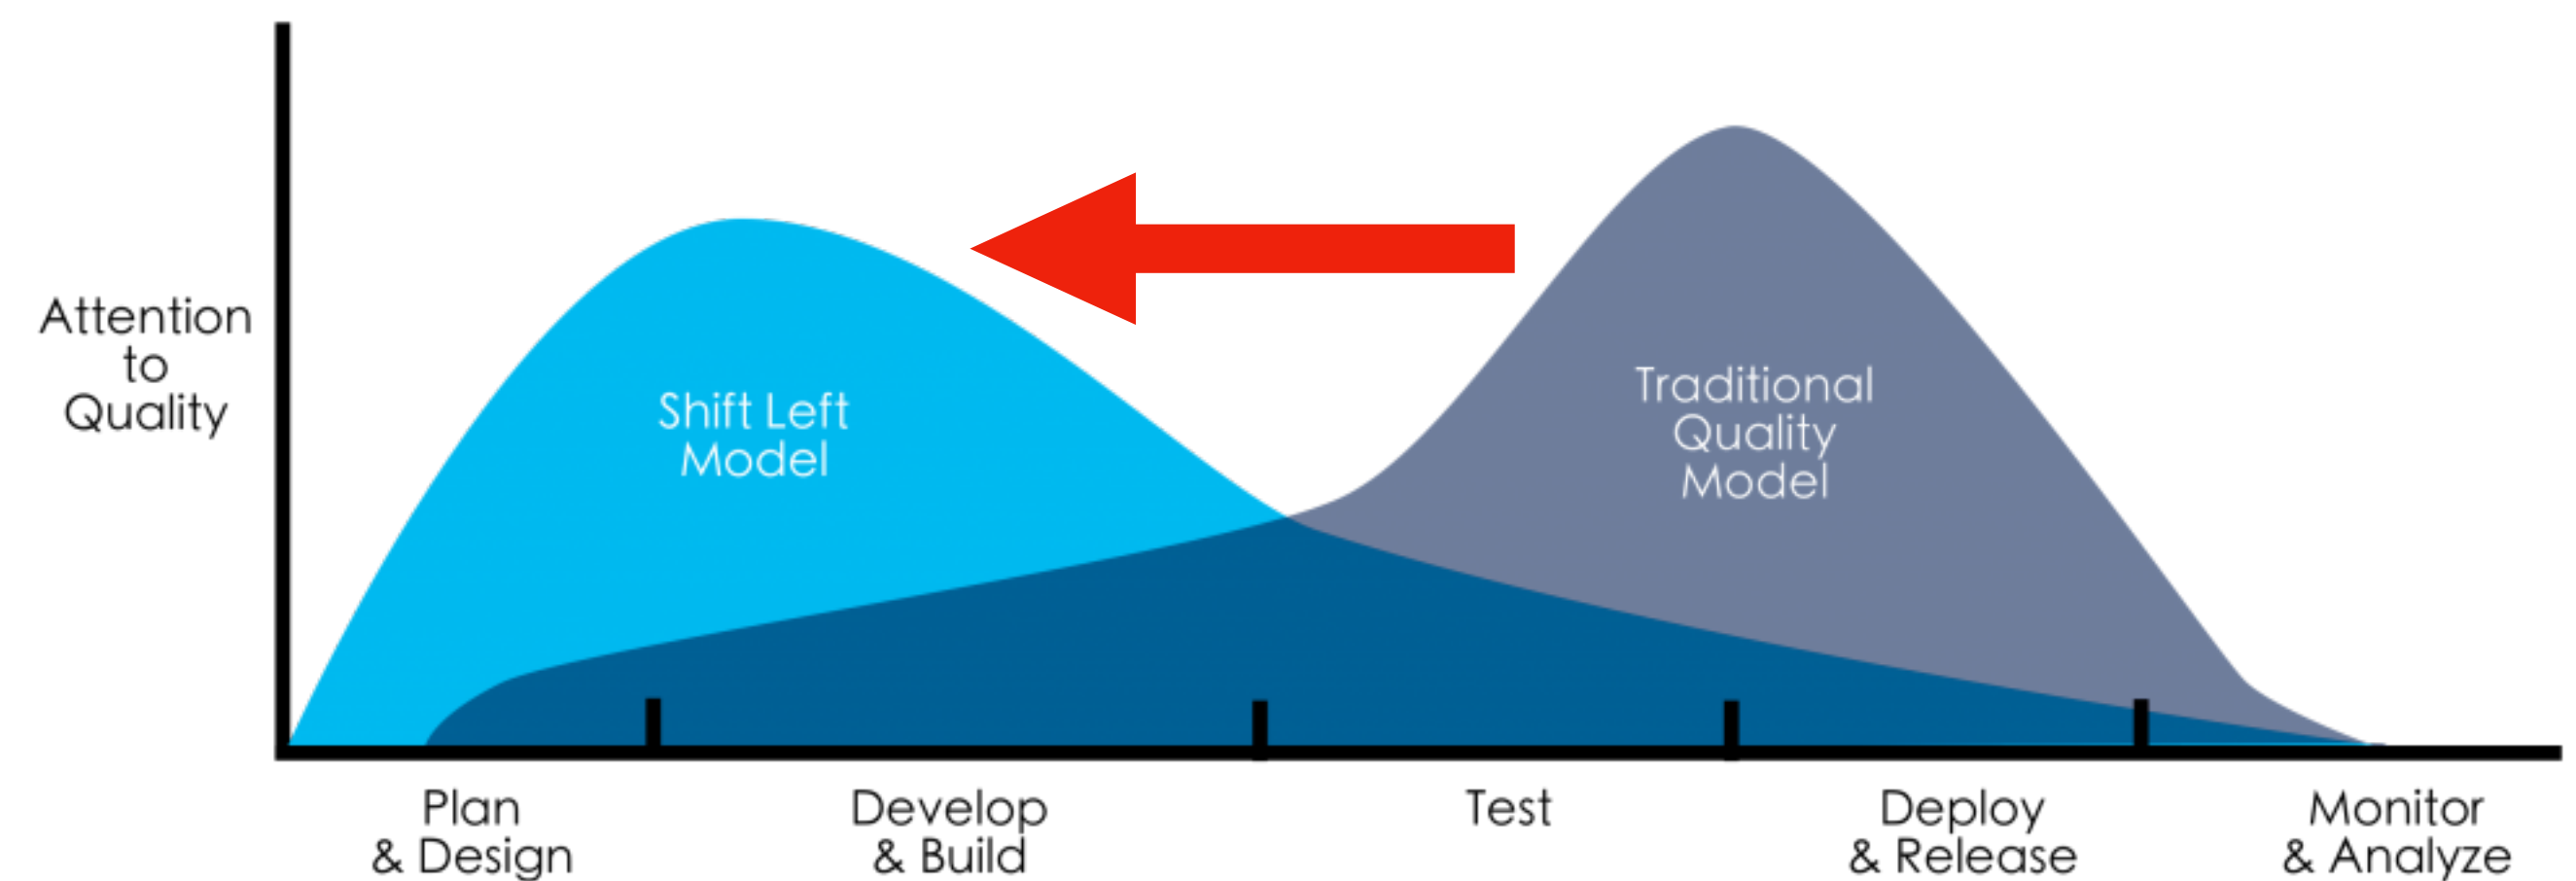 Attention
to
Quality
Shift Left
Model
Traditional
Quality
Model
Plan
& Design
Develop
& Build
Test
Deploy
& Release
Monitor
& Analyze